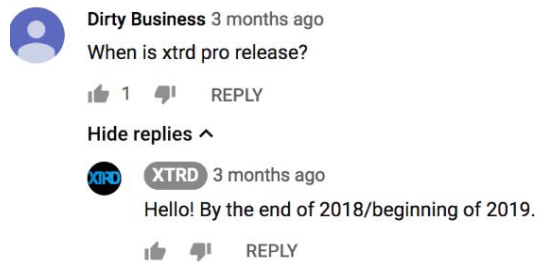 Dirty Business 3 months ago
When is xtrd pro release?
1 REPLY
Hide replies
XTRD XTRD 3 months ago
Hello! By the end of 2018/beginning of 2019.
REPLY